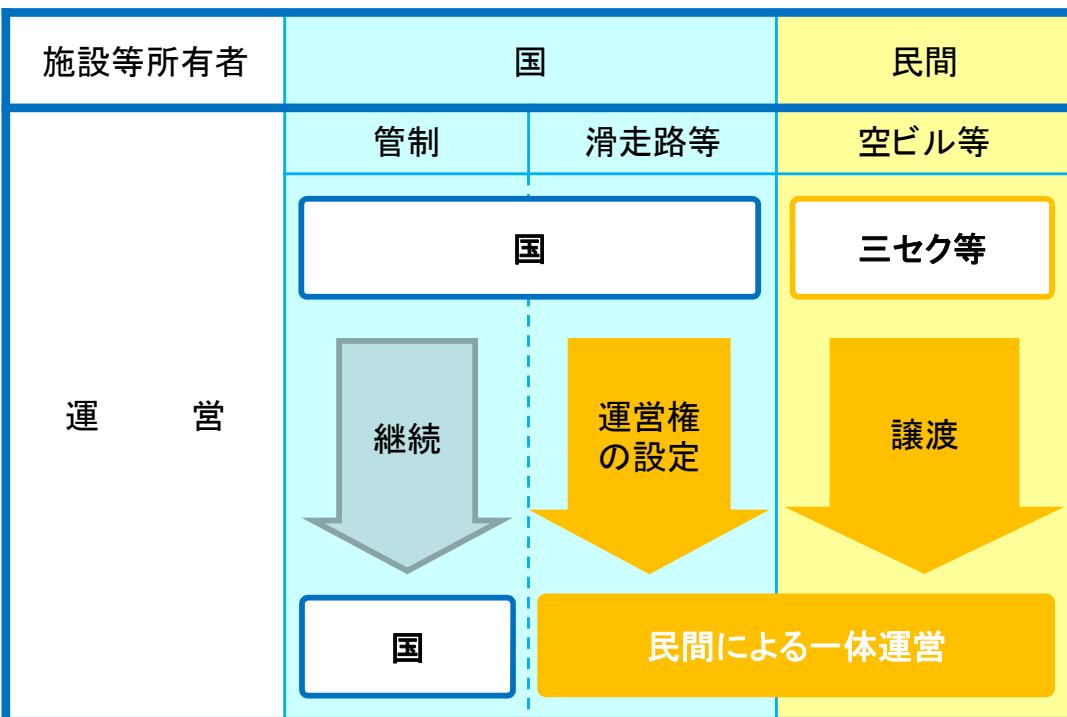 施設等所有者
国
民間
管制
滑走路等
空ビル等
国
三セク等
運 営
継続
運営権
の設定
譲渡
国
民間による一体運営